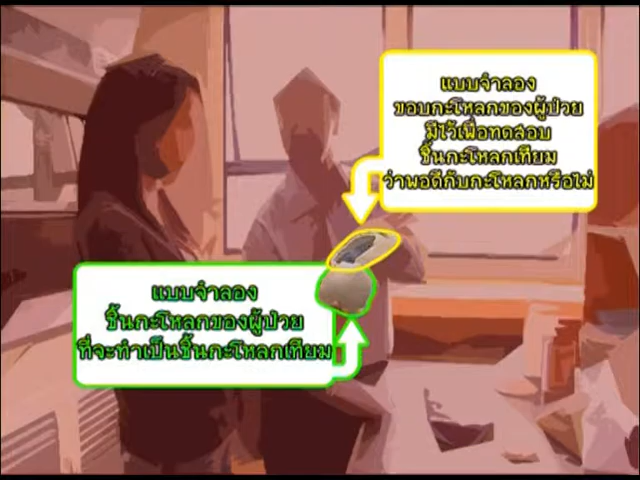 แบบจำลอง
ขอบกะโหลกของผู้ป่วย
มีไว้เพื่อทดสอบ
ชิ้นกะโหลกเทียม
ว่าพอดีกับกะโหลกหรือไม่
แบบจำลอง
ชิ้นกะโหลกของผู้ป่วย
ที่จะทำเป็นชิ้นกะโหลกเทียม